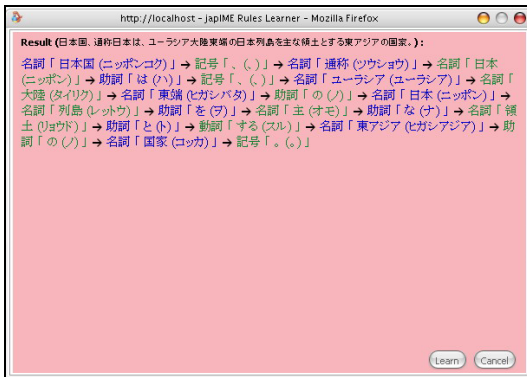 http://localhost - japIME Rules Learner - Mozilla Firefox
Result (日本国、通称日本は、ユーラシア大陸東端の日本列島を主な領土とする東アジアの国家。) :
名詞「 日本国 (ニッポンコク) 」 → 記号「 、 (、) 」 → 名詞「 通称 (ツウショウ) 」 → 名詞「 日本
(ニッポン) 」 → 助詞「 は (ハ) 」 → 記号「 、 (、) 」 → 名詞「 ユーラシア (ユーラシア) 」 → 名詞「
大陸 (タイリク) 」 → 名詞「 東端 (ヒガシバタ) 」 → 助詞「 の (ノ) 」 → 名詞「 日本 (ニッポン) 」 →
名詞「 列島 (レットウ) 」 → 助詞「 を (ヲ) 」 → 名詞「 主 (オモ) 」 → 助詞「 な (ナ) 」 → 名詞「 領
土 (リョウド) 」 → 助詞「 と (ト) 」 → 動詞「 する (スル) 」 → 名詞「 東アジア (ヒガシアジア) 」 → 助
詞「 の (ノ) 」 → 名詞「 国家 (コッカ) 」 → 記号「 。 (。) 」
Learn Cancel